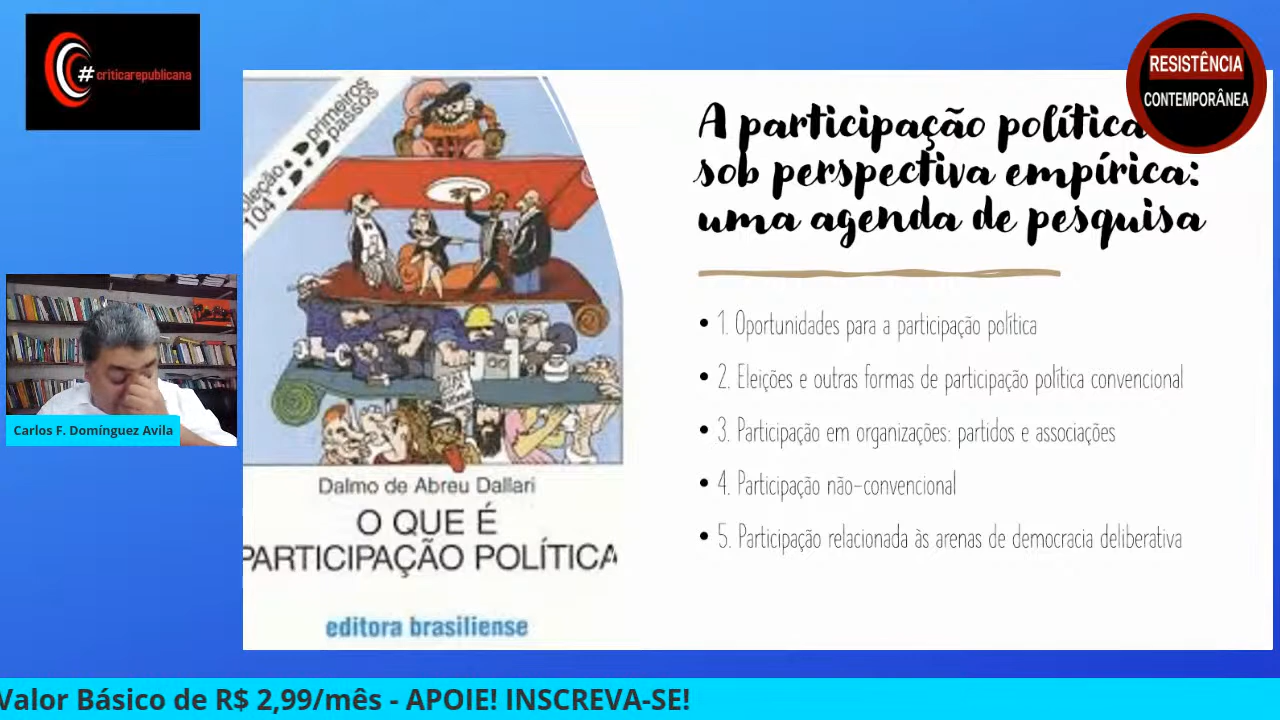 #criticarepublicana
RESISTÊNCIA
CONTEMPORÂNEA
coleção primeiros
104 passos
Dalmo de Abreu Dallari
O QUE É
PARTICIPAÇÃO POLÍTICA
editora brasiliense
A participação política
sob perspectiva empírica:
uma agenda de pesquisa
• 1. Oportunidades para a participação política
• 2. Eleições e outras formas de participação política convencional
• 3. Participação em organizações: partidos e associações
• 4. Participação não-convencional
• 5. Participação relacionada às arenas de democracia deliberativa
Carlos F. Domínguez Avila
Valor Básico de R$ 2,99/mês - APOIE! INSCREVA-SE!